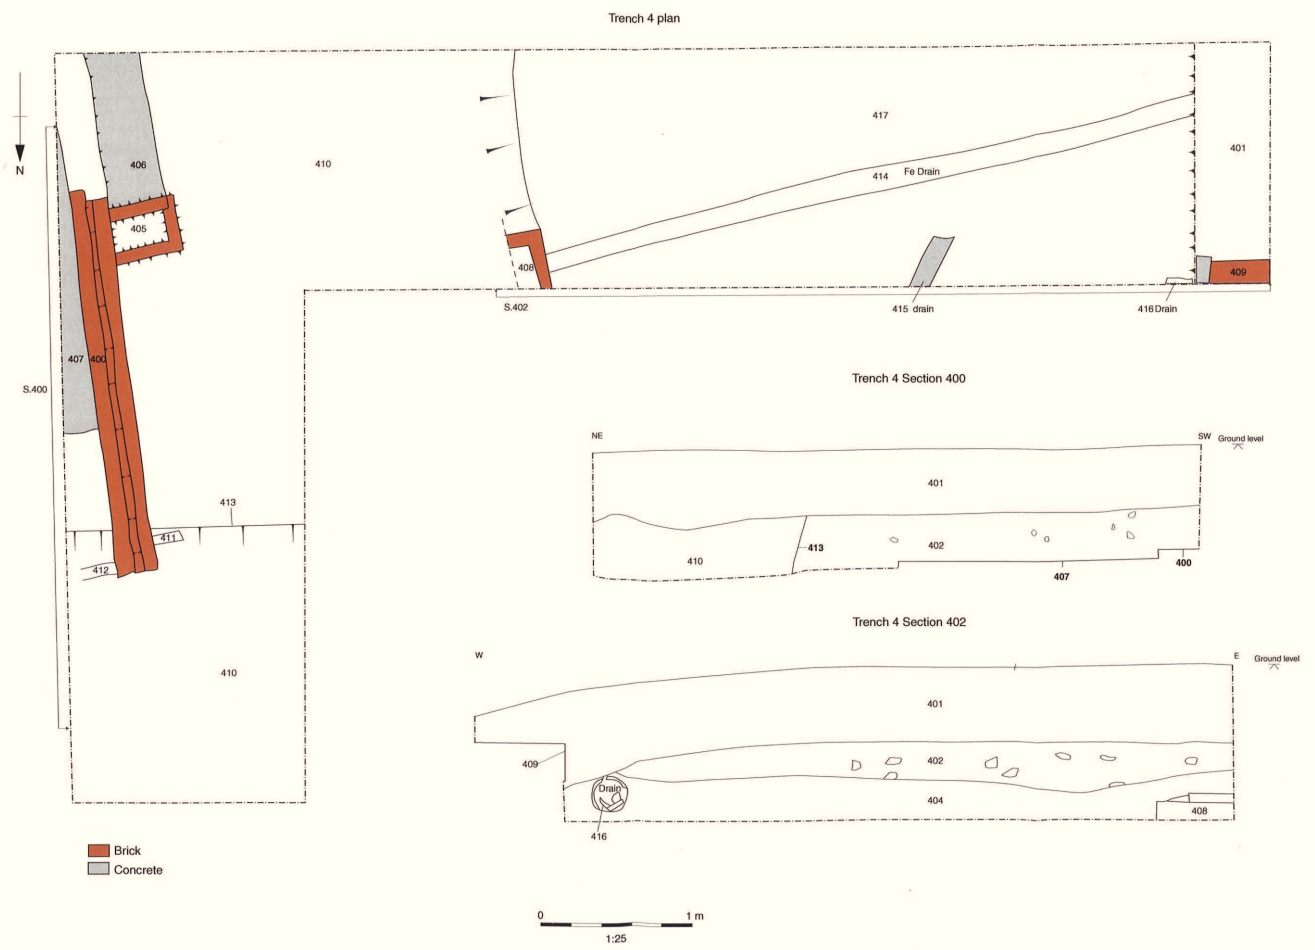 Trench 4 plan
N
406
410
417
401
414
Fe Drain
405
408
409
S.402
415 drain
416 Drain
407
400
S.400
Trench 4 Section 400
NE
SW
Ground level
401
413
413
411
402
410
412
400
407
Trench 4 Section 402
W
E
Ground level
410
401
409
402
Drain
404
408
416
Brick
Concrete
0
1 m
1:25